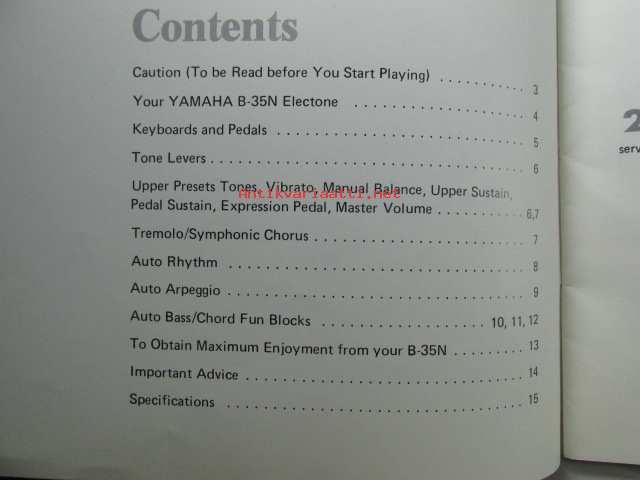 Contents
Caution (To be Read before You Start Playing) . . . . . . . . . . 3
Your YAMAHA B-35N Electone . . . . . . . . . . . . . . . . . . . 4
Keyboards and Pedals . . . . . . . . . . . . . . . . . . . . . . . . . . . 5
Tone Levers . . . . . . . . . . . . . . . . . . . . . . . . . . . . . . . . . 6
Upper Presets Tones, Vibrato, Manual Balance, Upper Sustain,
Antikvariaatti.net
Pedal Sustain, Expression Pedal, Master Volume . . . . . . . . . . 6,7
Tremolo/Symphonic Chorus . . . . . . . . . . . . . . . . . . . . . . . 7
Auto Rhythm . . . . . . . . . . . . . . . . . . . . . . . . . . . . . . . . 8
Auto Arpeggio . . . . . . . . . . . . . . . . . . . . . . . . . . . . . . . . 9
Auto Bass/Chord Fun Blocks . . . . . . . . . . . . . . . . . 10, 11, 12
To Obtain Maximum Enjoyment from your B-35N . . . . . . . . 13
Important Advice . . . . . . . . . . . . . . . . . . . . . . . . . . . . . . 14
Specifications . . . . . . . . . . . . . . . . . . . . . . . . . . . . . . . . 15
2
serv